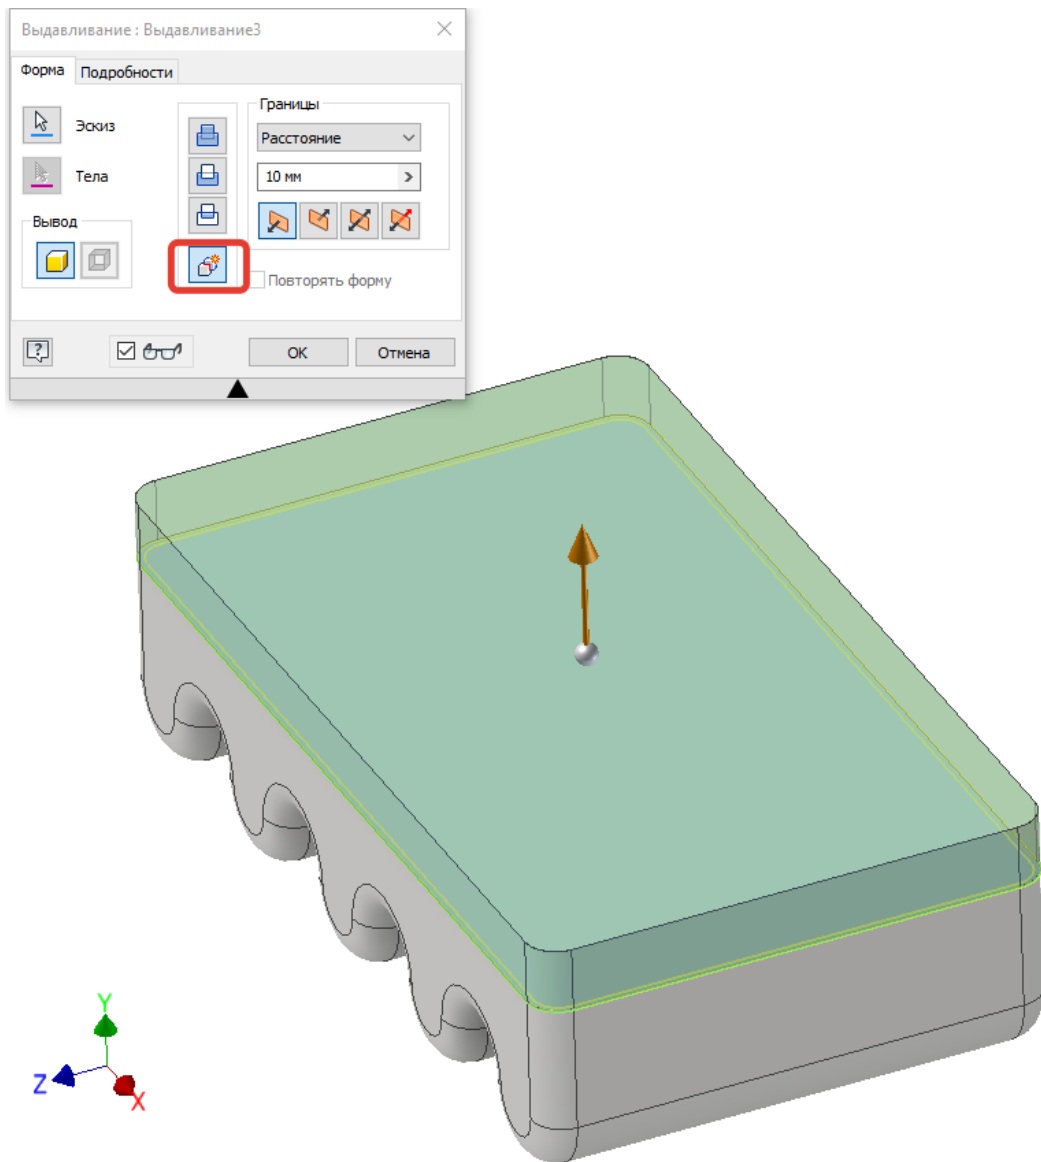 Выдавливание : Выдавливание3
Форма
Подробности
Эскиз
Тела
Вывод
Границы
Расстояние
10 мм
Повторять форму
?
ОК
Отмена
Y
Z
X